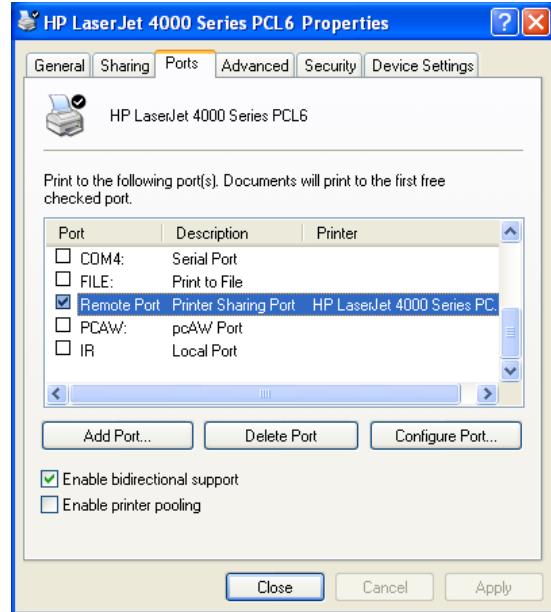 HP LaserJet 4000 Series PCL6 Properties
General Sharing Ports Advanced Security Device Settings
HP LaserJet 4000 Series PCL6
Print to the following port(s). Documents will print to the first free
checked port.
Port Description Printer
COM4: Serial Port
FILE: Print to File
Remote Port Printer Sharing Port HP LaserJet 4000 Series PC.
PCAW: pcAW Port
IR Local Port
Add Port... Delete Port Configure Port...
Enable bidirectional support
Enable printer pooling
Close Cancel Apply